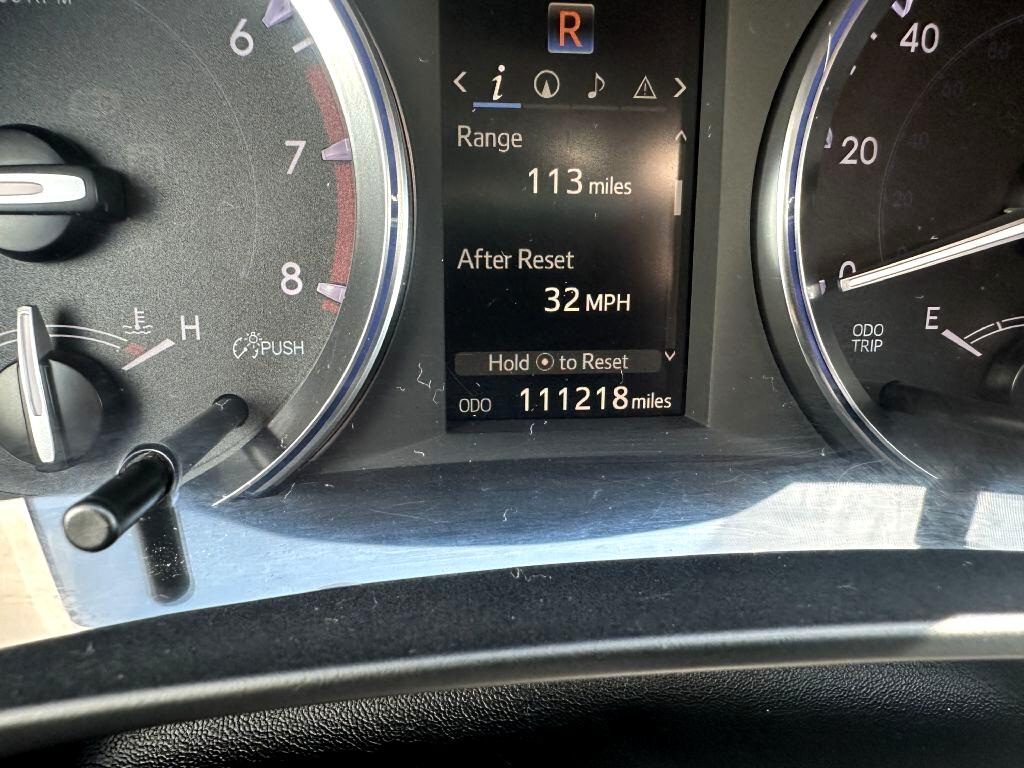 6
7
8
H
PUSH
R
i
Range
113 miles
After Reset
32 MPH
Hold to Reset
ODO 111218 miles
40
20
0
ODO
TRIP
E